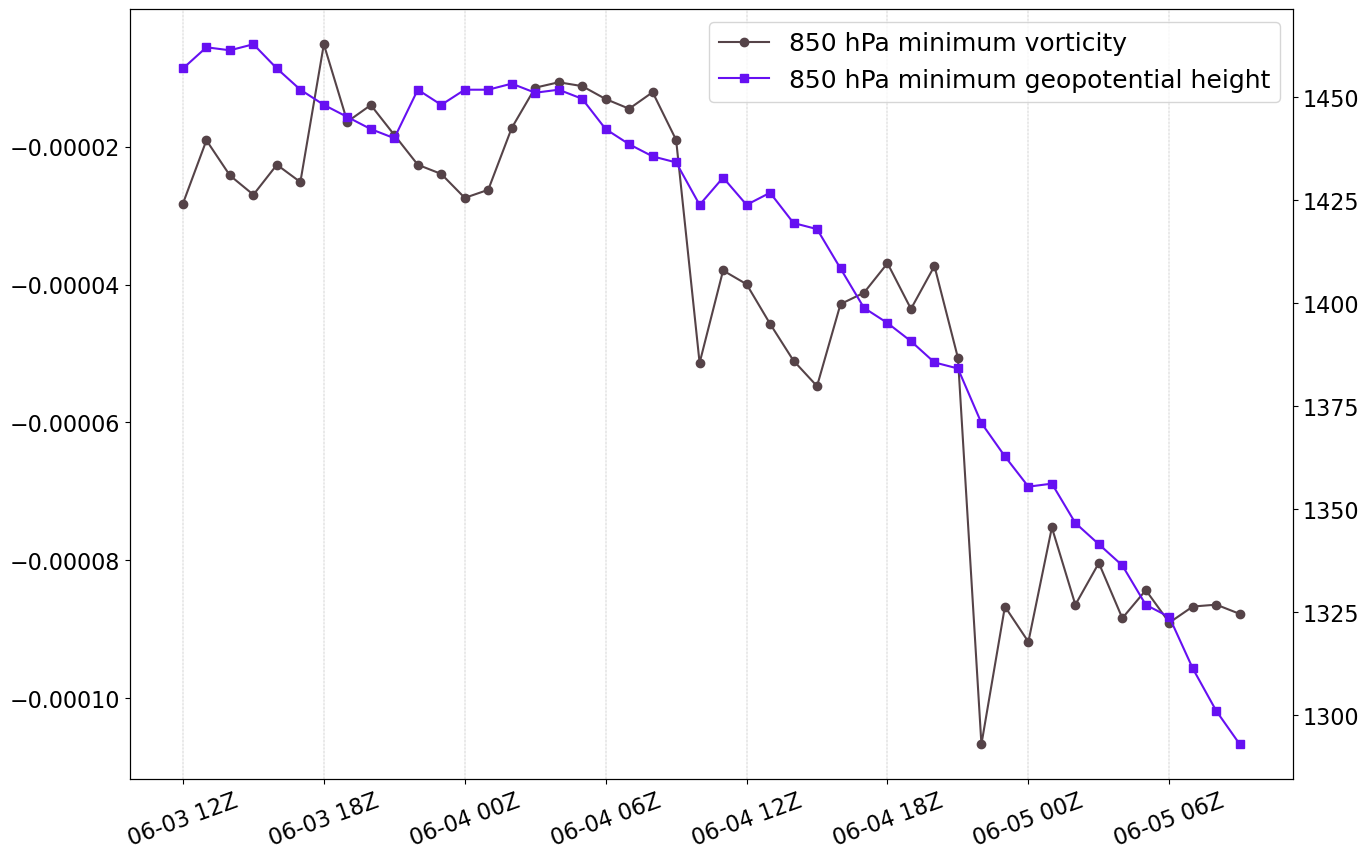 850 hPa minimum vorticity
850 hPa minimum geopotential height
−0.00002
−0.00004
−0.00006
−0.00008
−0.00010
1450
1425
1400
1375
1350
1325
1300
06-03 12Z
06-03 18Z
06-04 00Z
06-04 06Z
06-04 12Z
06-04 18Z
06-05 00Z
06-05 06Z